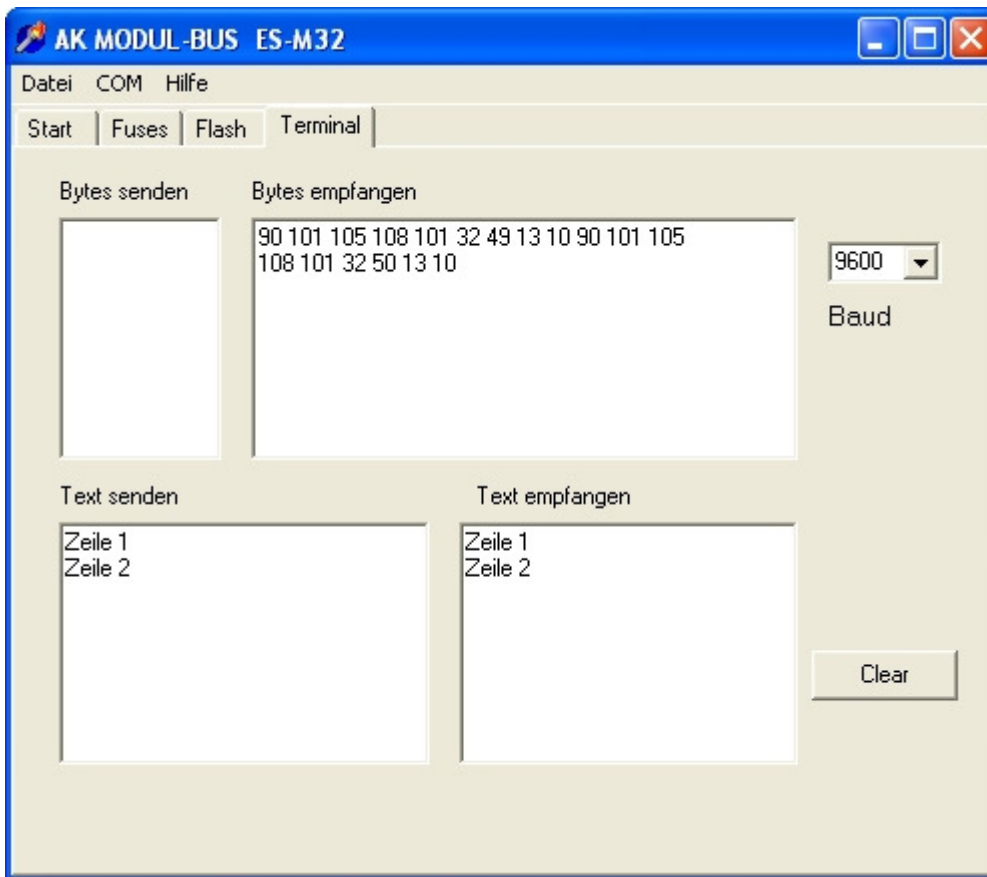 AK MODUL-BUS ES-M32
Datei COM Hilfe
Start Fuses Flash Terminal
Bytes senden
Bytes empfangen
90 101 105 108 101 32 49 13 10 90 101 105
108 101 32 50 13 10
9600
Baud
Text senden
Zeile 1
Zeile 2
Text empfangen
Zeile 1
Zeile 2
Clear